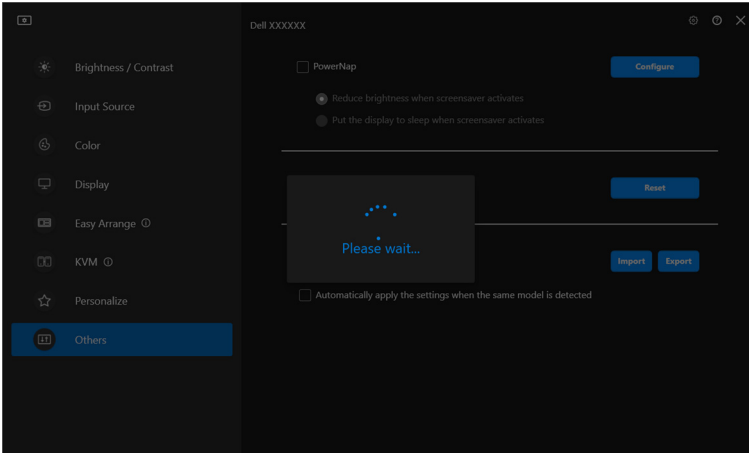 Dell XXXXXX
Brightness / Contrast
Input Source
Color
Display
Easy Arrange
KVM
Personalize
Others
PowerNap
Configure
Reduce brightness when screensaver activates
Put the display to sleep when screensaver activates
Reset
Please wait...
Import Export
Automatically apply the settings when the same model is detected